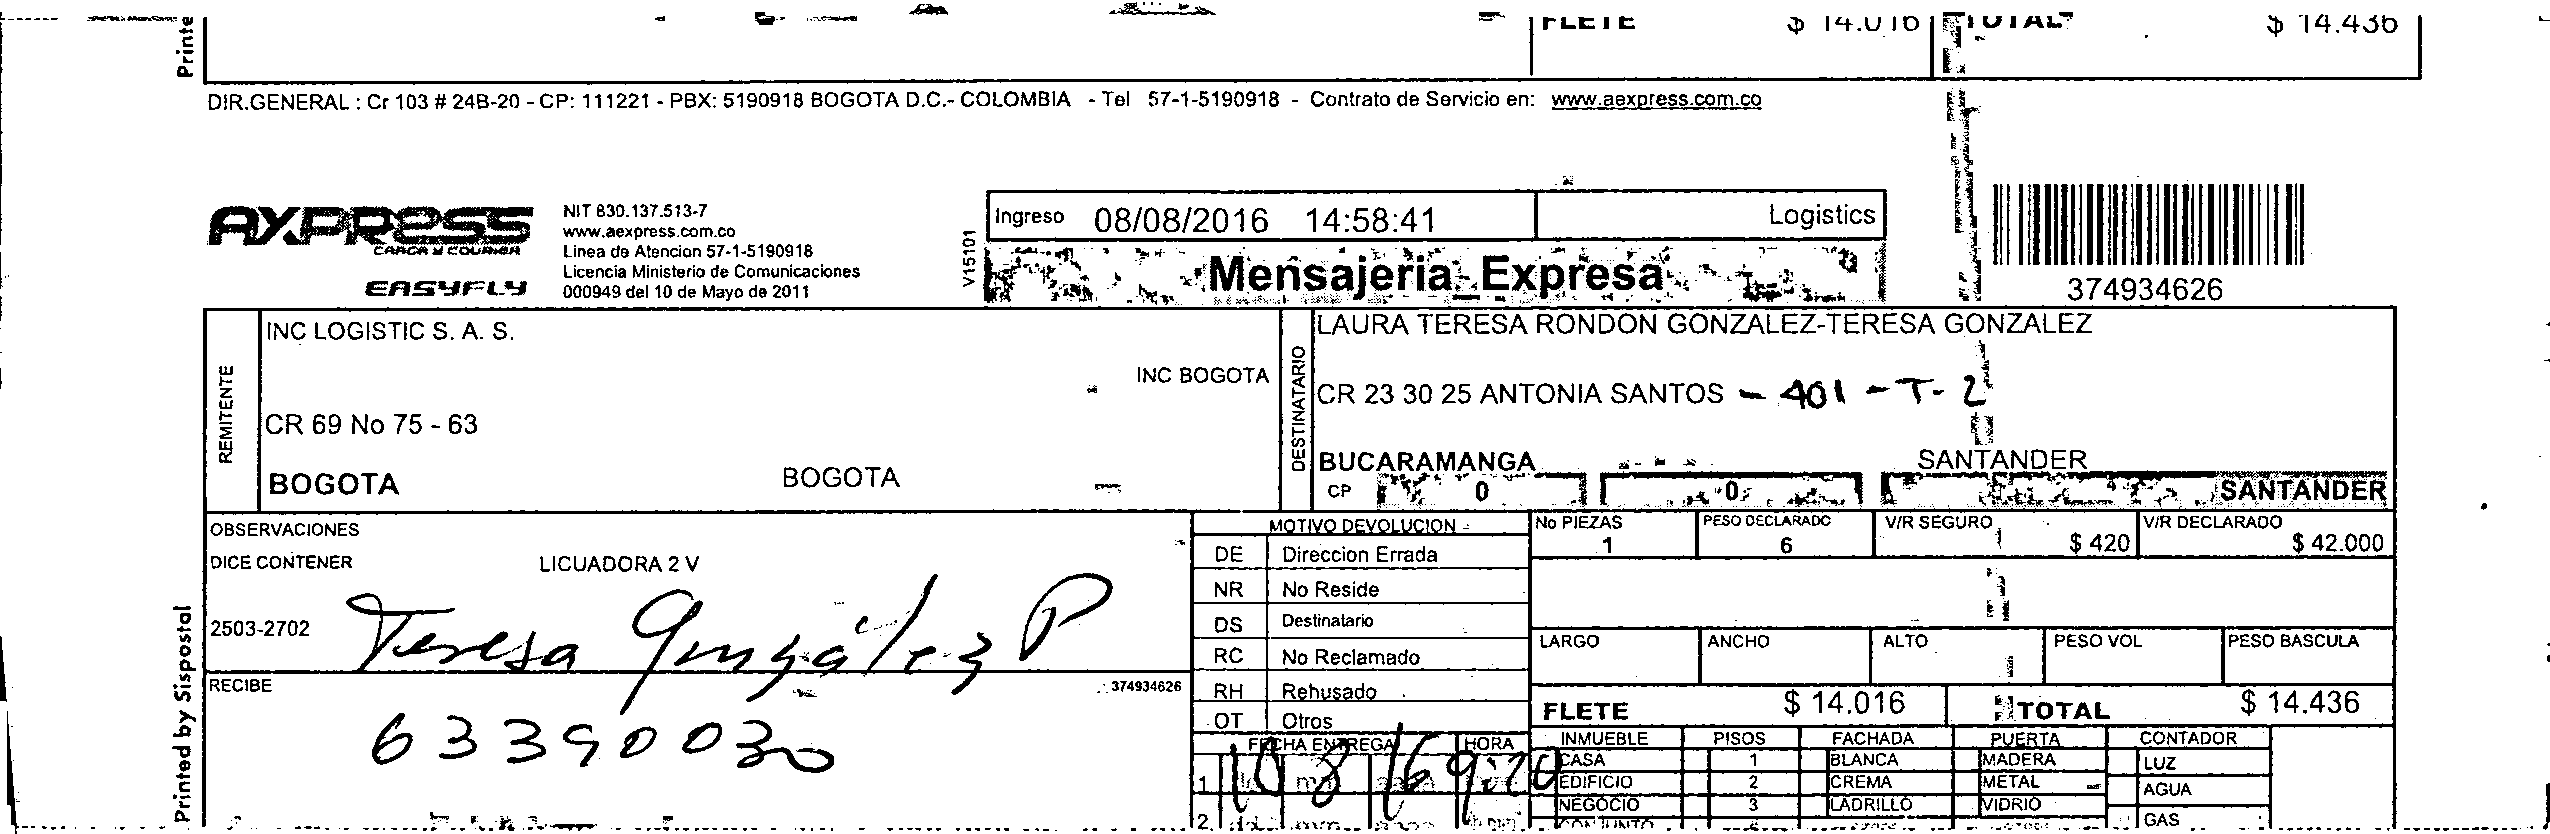 Printe
FLETE $ 14.016 TOTAL $ 14.436
DIR.GENERAL : Cr 103 # 24B-20 - CP: 111221 - PBX: 5190918 BOGOTA D.C.- COLOMBIA - Tel 57-1-5190918 - Contrato de Servicio en: www.aexpress.com.co
AXPRESS
CARGA Y COURIER
EASYFLY
NIT 830.137.513-7
www.aexpress.com.co
Linea de Atencion 57-1-5190918
Licencia Ministerio de Comunicaciones
000949 del 10 de Mayo de 2011
V15101
Ingreso 08/08/2016 14:58:41 Logistics
Mensajeria_Expresa
374934626
REMITENTE
INC LOGISTIC S. A. S.
INC BOGOTA
CR 69 No 75 - 63
BOGOTA BOGOTA
DESTINATARIO
LAURA TERESA RONDON GONZALEZ-TERESA GONZALEZ
CR 23 30 25 ANTONIA SANTOS - 401 - T- 2
BUCARAMANGA SANTANDER
CP 0 0 SANTANDER
OBSERVACIONES
DICE CONTENER LICUADORA 2 V
2503-2702
Teresa González P
RECIBE 374934626
63390030
Printed by Sispostal
MOTIVO DEVOLUCION
DE Direccion Errada
NR No Reside
DS Destinatario
RC No Reclamado
RH Rehusado
OT Otros
FECHA ENTREGA HORA
1 10 8 16 9:20
2
No PIEZAS PESO DECLARADO V/R SEGURO V/R DECLARADO
1 6 $ 420 $ 42.000
LARGO ANCHO ALTO PESO VOL PESO BASCULA
FLETE $ 14.016 TOTAL $ 14.436
INMUEBLE PISOS FACHADA PUERTA CONTADOR
CASA 1 BLANCA MADERA LUZ
EDIFICIO 2 CREMA METAL AGUA
NEGOCIO 3 LADRILLO VIDRIO GAS
CONJUNTO